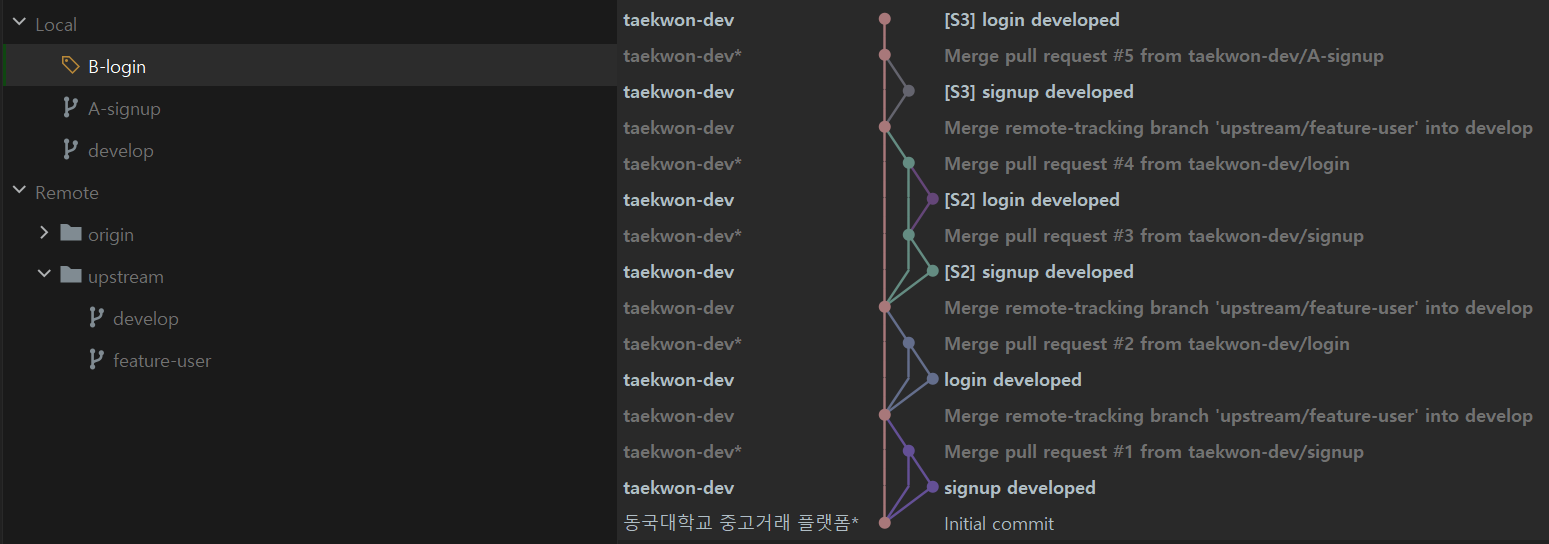 Local
B-login
A-signup
develop
Remote
origin
upstream
develop
feature-user
taekwon-dev [S3] login developed
taekwon-dev* Merge pull request #5 from taekwon-dev/A-signup
taekwon-dev [S3] signup developed
taekwon-dev Merge remote-tracking branch 'upstream/feature-user' into develop
taekwon-dev* Merge pull request #4 from taekwon-dev/login
taekwon-dev [S2] login developed
taekwon-dev* Merge pull request #3 from taekwon-dev/signup
taekwon-dev [S2] signup developed
taekwon-dev Merge remote-tracking branch 'upstream/feature-user' into develop
taekwon-dev* Merge pull request #2 from taekwon-dev/login
taekwon-dev login developed
taekwon-dev Merge remote-tracking branch 'upstream/feature-user' into develop
taekwon-dev* Merge pull request #1 from taekwon-dev/signup
taekwon-dev signup developed
동국대학교 중고거래 플랫폼* Initial commit